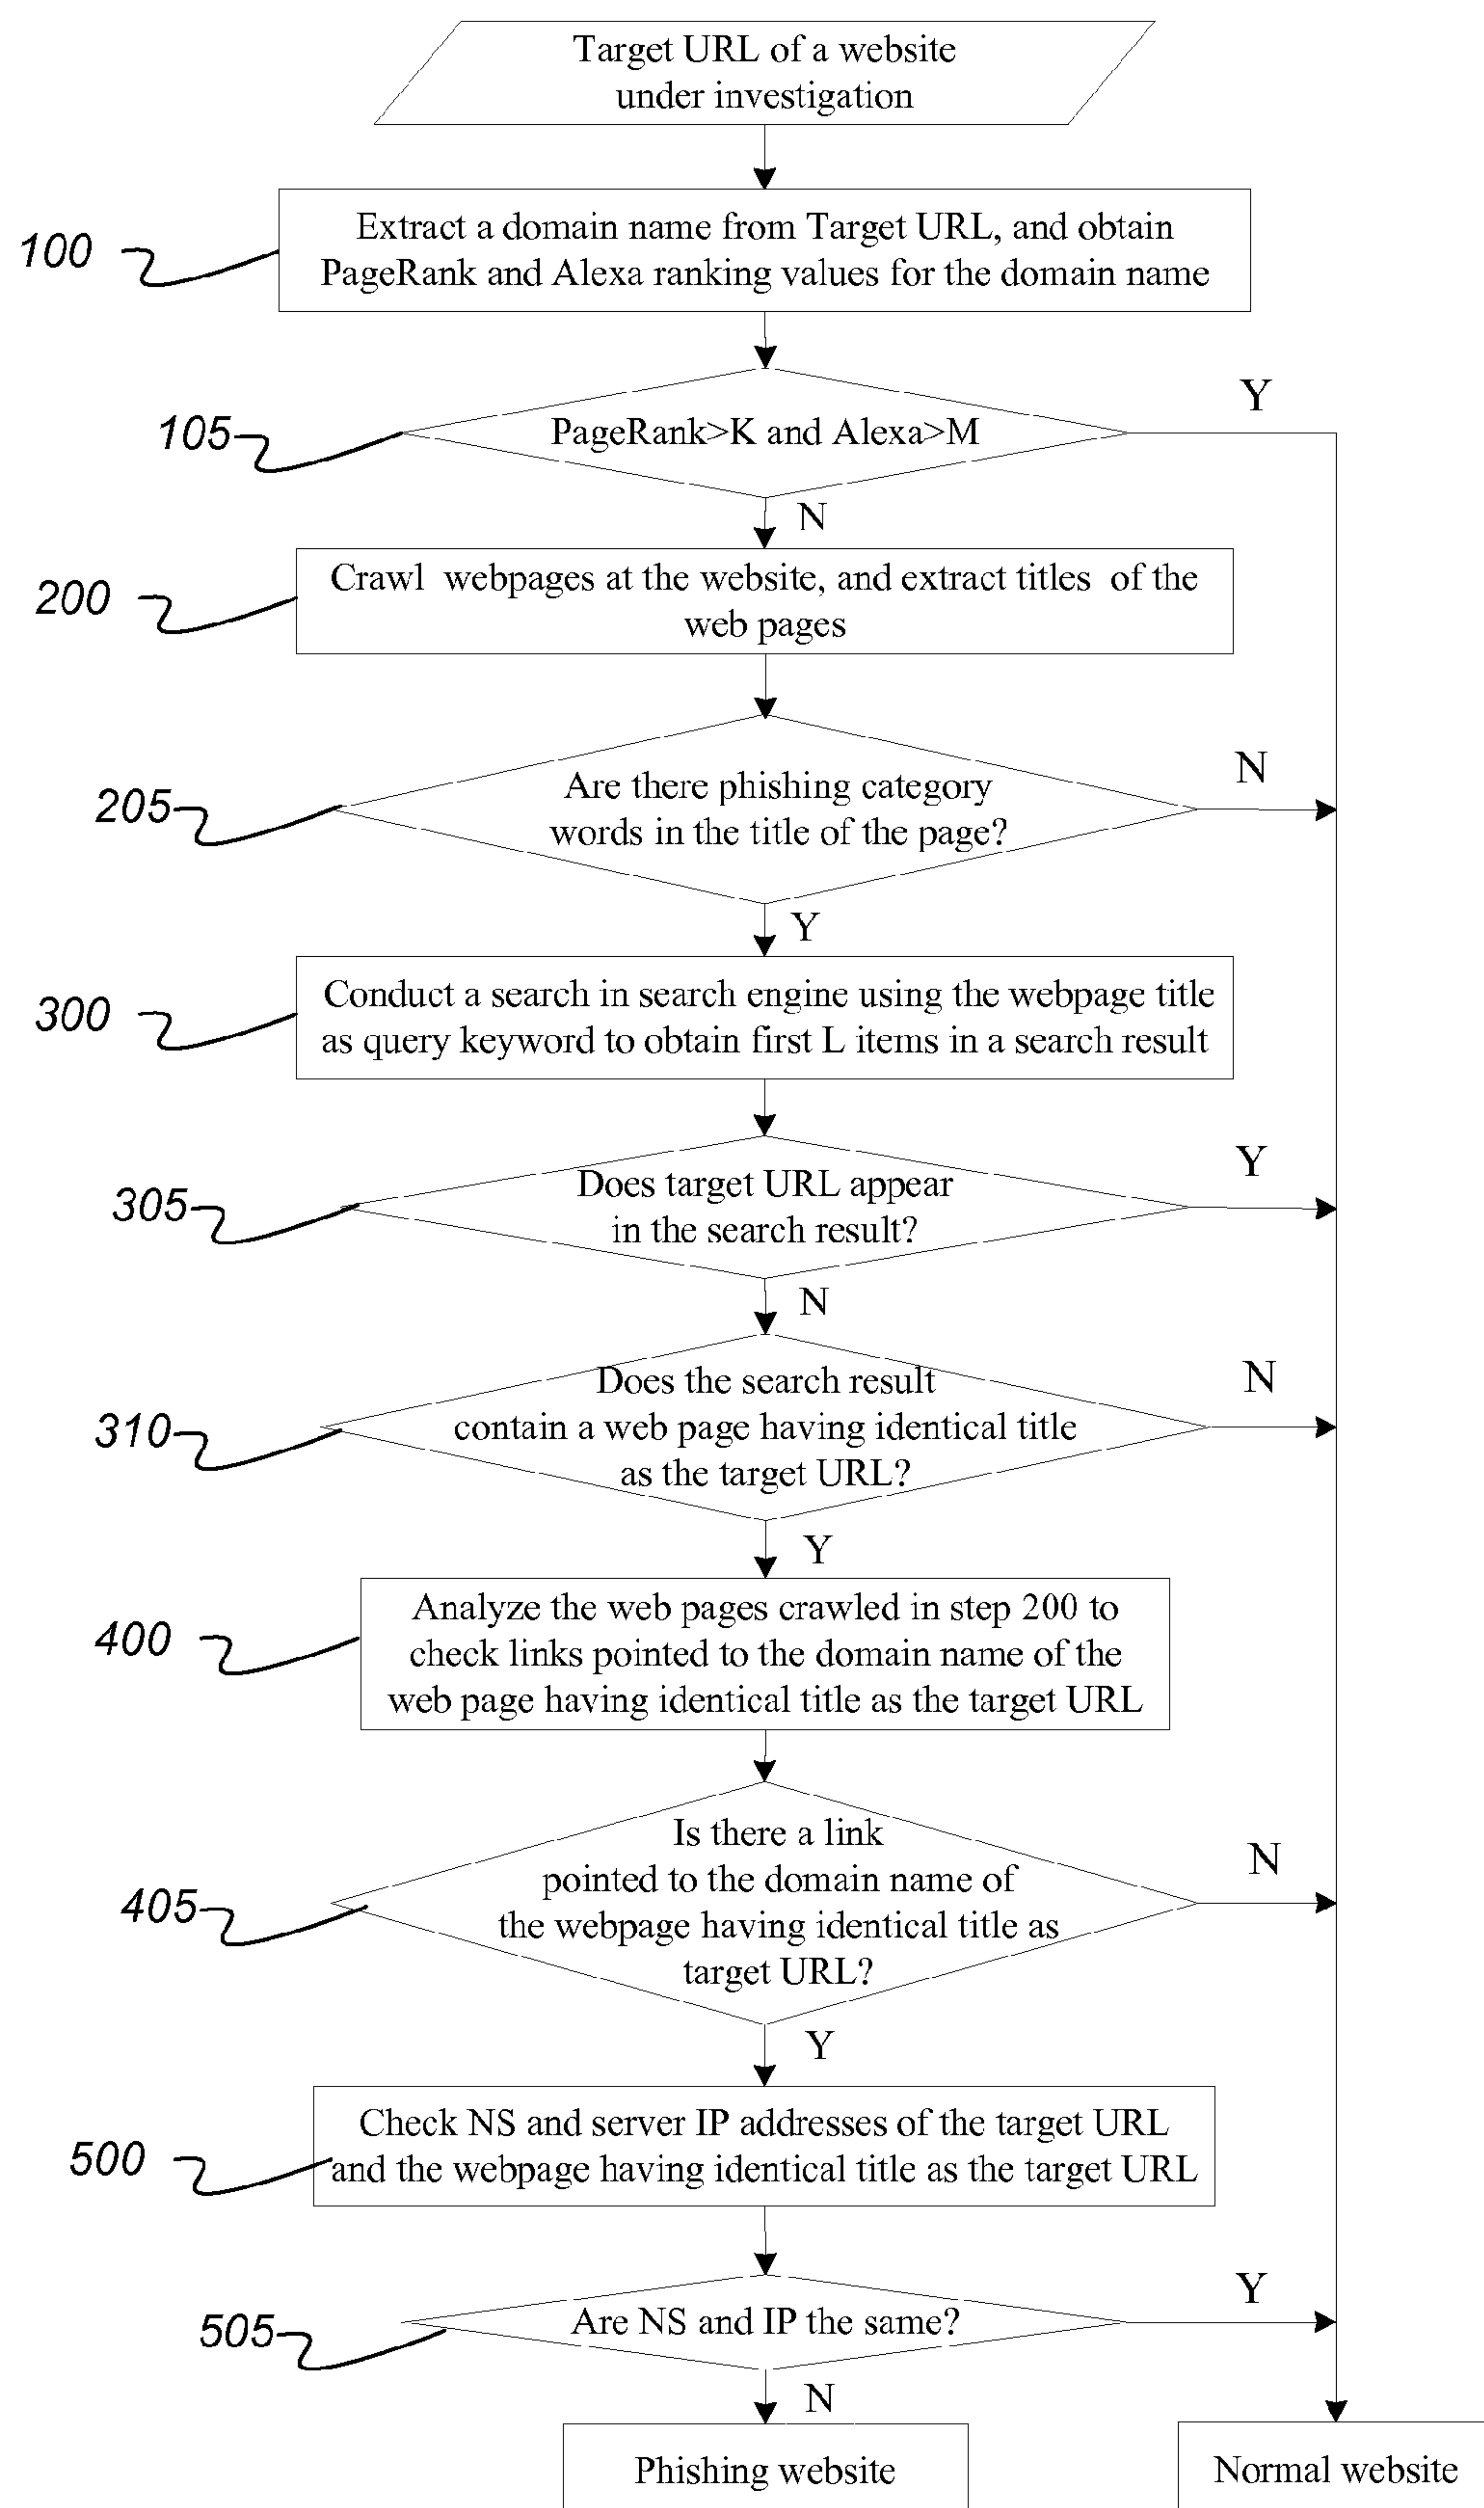 Target URL of a website
under investigation
100
Extract a domain name from Target URL, and obtain
PageRank and Alexa ranking values for the domain name
105
PageRank>K and Alexa>M
Y
N
200
Crawl webpages at the website, and extract titles of the
web pages
205
Are there phishing category
words in the title of the page?
N
Y
300
Conduct a search in search engine using the webpage title
as query keyword to obtain first L items in a search result
305
Does target URL appear
in the search result?
Y
N
310
Does the search result
contain a web page having identical title
as the target URL?
N
Y
400
Analyze the web pages crawled in step 200 to
check links pointed to the domain name of the
web page having identical title as the target URL
405
Is there a link
pointed to the domain name of
the webpage having identical title as
target URL?
N
Y
500
Check NS and server IP addresses of the target URL
and the webpage having identical title as the target URL
505
Are NS and IP the same?
Y
N
Phishing website
Normal website